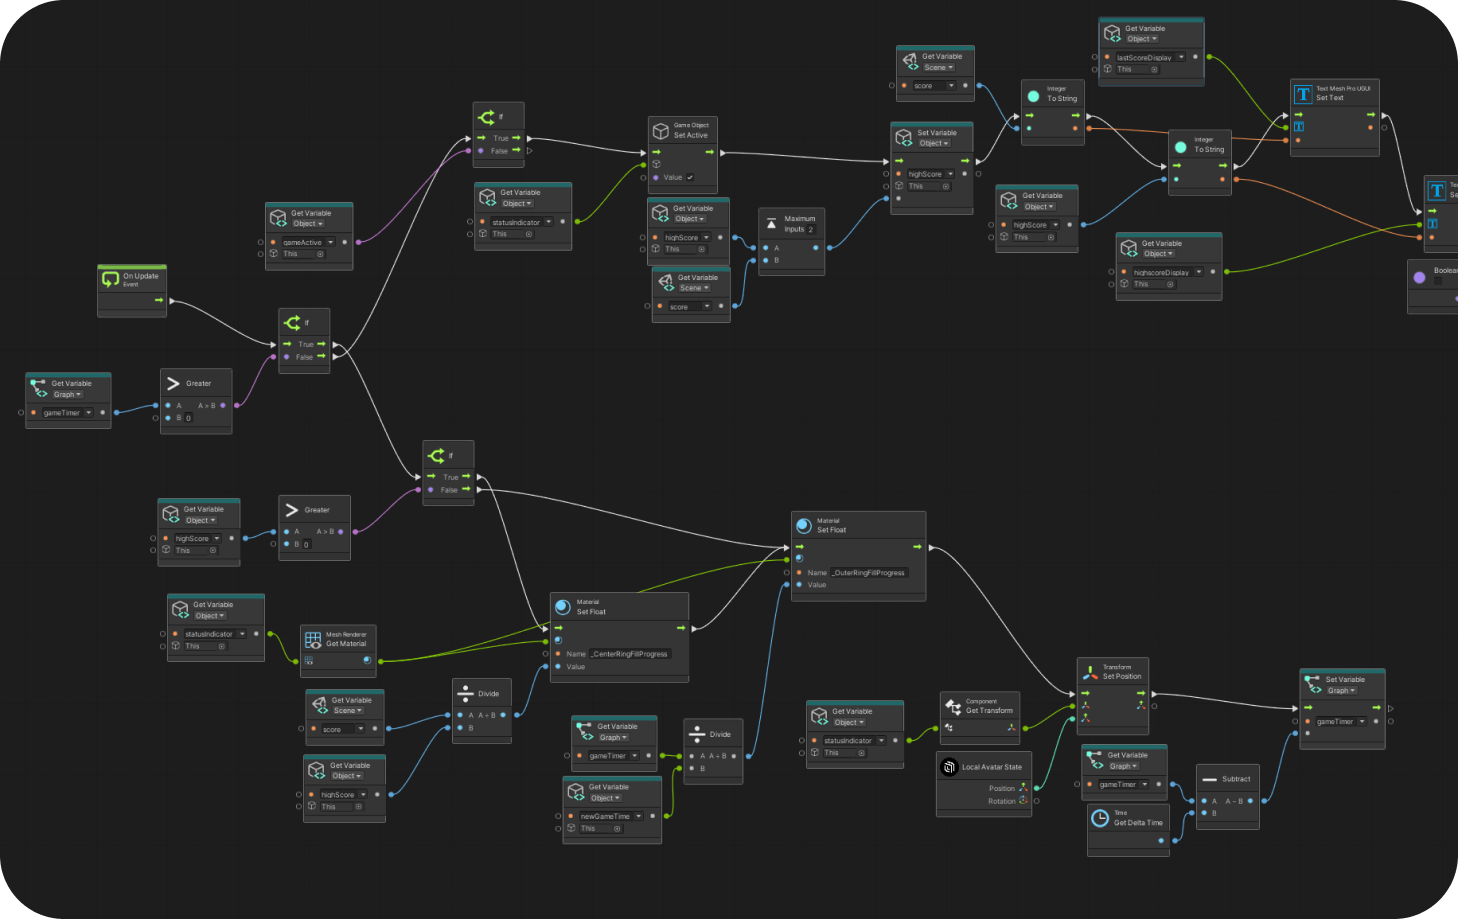 Get Variable
Object
lastScoreDisplay
This
Get Variable
Scene
score
Integer
To String
Text Mesh Pro UGUI
Set Text
If
True
False
Game Object
Set Active
Value
Set Variable
Object
highScore
This
Integer
To String
Get Variable
Object
statusIndicator
This
Get Variable
Object
highScore
This
Get Variable
Scene
score
Maximum
Inputs 2
A
B
Get Variable
Object
highScore
This
Get Variable
Object
highscoreDisplay
This
Get Variable
Object
gameActive
This
On Update
Event
If
True
False
Get Variable
Graph
gameTimer
Greater
A A > B
B 0
If
True
False
Get Variable
Object
highScore
This
Greater
A A > B
B 0
Material
Set Float
Name _OuterRingFillProgress
Value
Get Variable
Object
statusIndicator
This
Mesh Renderer
Get Material
Material
Set Float
Name _CenterRingFillProgress
Value
Get Variable
Scene
score
Divide
A A ÷ B
B
Get Variable
Object
highScore
This
Get Variable
Graph
gameTimer
Divide
A A ÷ B
B
Get Variable
Object
newGameTime
This
Get Variable
Object
statusIndicator
This
Component
Get Transform
Local Avatar State
Position
Rotation
Transform
Set Position
Get Variable
Graph
gameTimer
Time
Get Delta Time
Subtract
A A − B
B
Set Variable
Graph
gameTimer